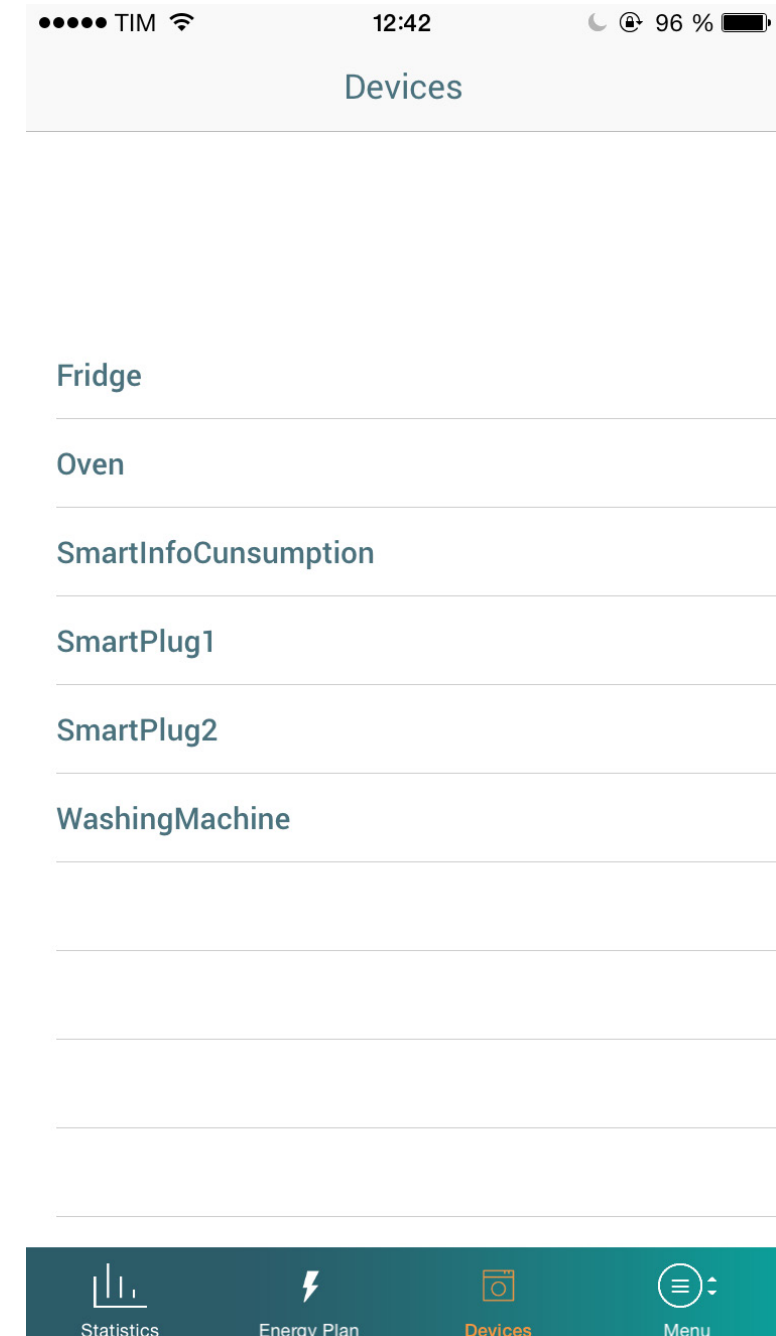 TIM 12:42 96 %
Devices
Fridge
Oven
SmartInfoCunsumption
SmartPlug1
SmartPlug2
WashingMachine
Statistics Energy Plan Devices Menu